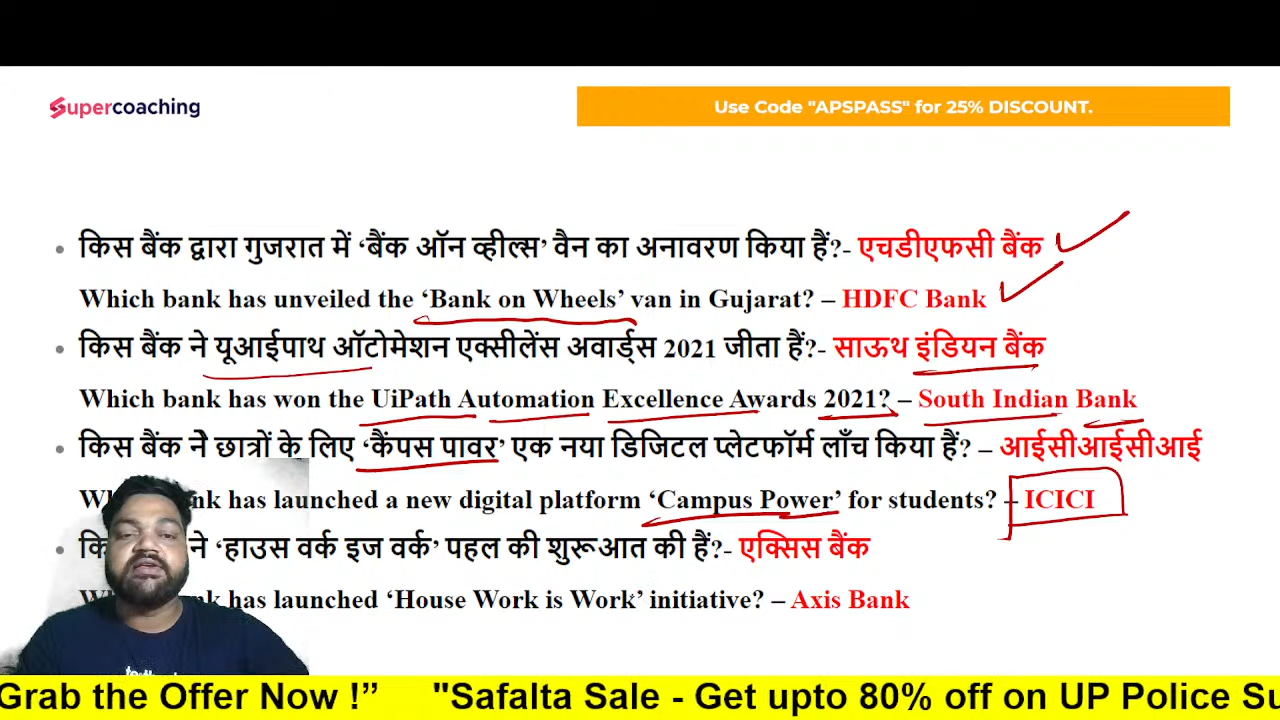 Supercoaching
Use Code "APSPASS" for 25% DISCOUNT.
• किस बैंक द्वारा गुजरात में ‘बैंक ऑन व्हील्स’ वैन का अनावरण किया हैं?- एचडीएफसी बैंक
Which bank has unveiled the ‘Bank on Wheels’ van in Gujarat? – HDFC Bank
• किस बैंक ने यूआईपाथ ऑटोमेशन एक्सीलेंस अवार्ड्स 2021 जीता हैं?- साऊथ इंडियन बैंक
Which bank has won the UiPath Automation Excellence Awards 2021? – South Indian Bank
• किस बैंक नेे छात्रों के लिए ‘कैंपस पावर’ एक नया डिजिटल प्लेटफॉर्म लाँच किया हैं? – आईसीआईसीआई
bank has launched a new digital platform ‘Campus Power’ for students? – ICICI
• ने ‘हाउस वर्क इज वर्क’ पहल की शुरूआत की हैं?- एक्सिस बैंक
has launched ‘House Work is Work’ initiative? – Axis Bank
Grab the Offer Now !” "Safalta Sale - Get upto 80% off on UP Police